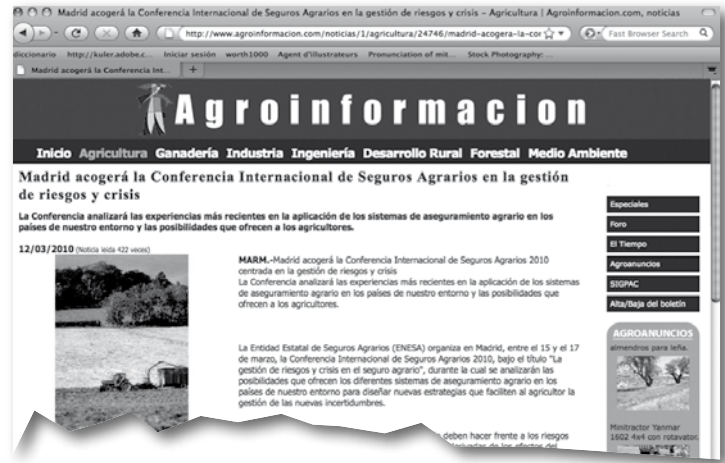 Madrid acogerá la Conferencia Internacional de Seguros Agrarios en la gestión de riesgos y crisis – Agricultura | Agroinformacion.com, noticias
http://www.agroinformacion.com/noticias/1/agricultura/24746/madrid-acogera-la-cor
Fast Browser Search
diccionario http://kuler.adobe.c... Iniciar sesión worth1000 Agent d'illustrateurs Pronunciation of mit... Stock Photography: ...
Madrid acogerá la Conferencia Int...
Agroinformacion
Inicio Agricultura Ganadería Industria Ingeniería Desarrollo Rural Forestal Medio Ambiente
Madrid acogerá la Conferencia Internacional de Seguros Agrarios en la gestión
de riesgos y crisis
La Conferencia analizará las experiencias más recientes en la aplicación de los sistemas de aseguramiento agrario en los
países de nuestro entorno y las posibilidades que ofrecen a los agricultores.
12/03/2010 (Noticia leida 422 veces)
MARM.-Madrid acogerá la Conferencia Internacional de Seguros Agrarios 2010
centrada en la gestión de riesgos y crisis
La Conferencia analizará las experiencias más recientes en la aplicación de los sistemas
de aseguramiento agrario en los países de nuestro entorno y las posibilidades que
ofrecen a los agricultores.
La Entidad Estatal de Seguros Agrarios (ENESA) organiza en Madrid, entre el 15 y el 17
de marzo, la Conferencia Internacional de Seguros Agrarios 2010, bajo el título "La
gestión de riesgos y crisis en el seguro agrario", durante la cual se analizarán las
posibilidades que ofrecen los diferentes sistemas de aseguramiento agrario en los
países de nuestro entorno para diseñar nuevas estrategias que faciliten al agricultor la
gestión de las nuevas incertidumbres.
deben hacer frente a los riesgos
de los efectos del
Especiales
Foro
El Tiempo
Agroanuncios
SIGPAC
Alta/Baja del boletín
AGROANUNCIOS
almendros para leña.
Minitractor Yanmar
1602 4x4 con rotavator.